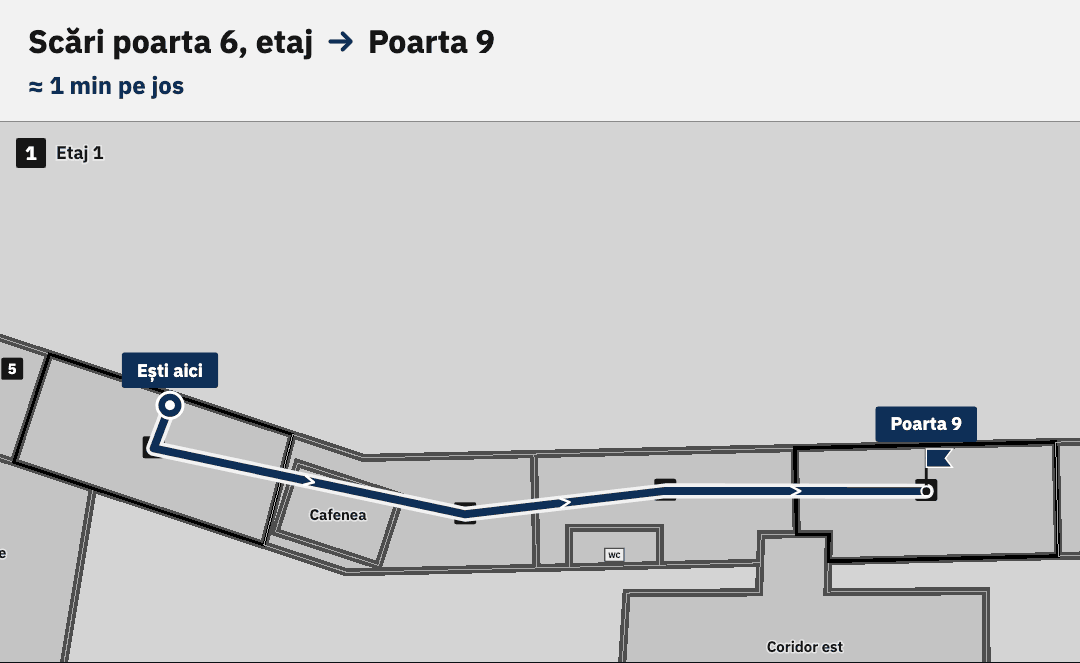 Scări poarta 6, etaj → Poarta 9
≈ 1 min pe jos
1 Etaj 1
5
Ești aici
Poarta 9
Cafenea
wc
e
Coridor est